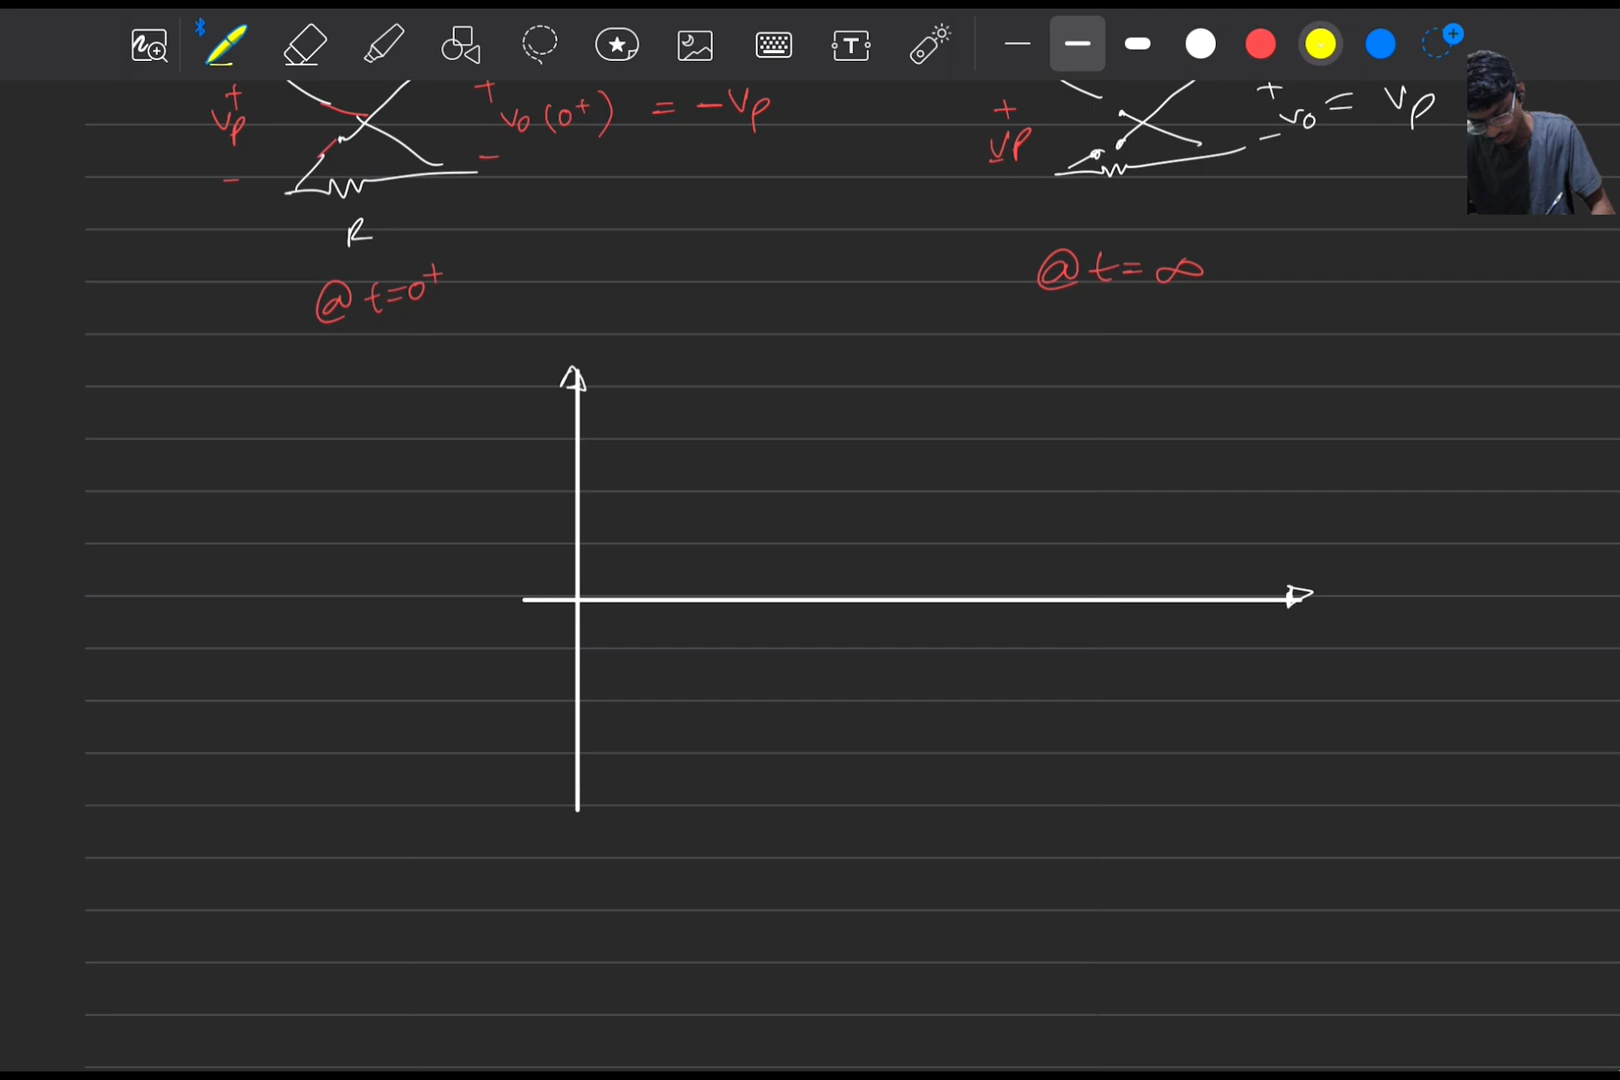 + + + +
Vp vo (0+) = -Vp Vp vo = Vp
- - - -
R
@ t=0+ @ t= ∞